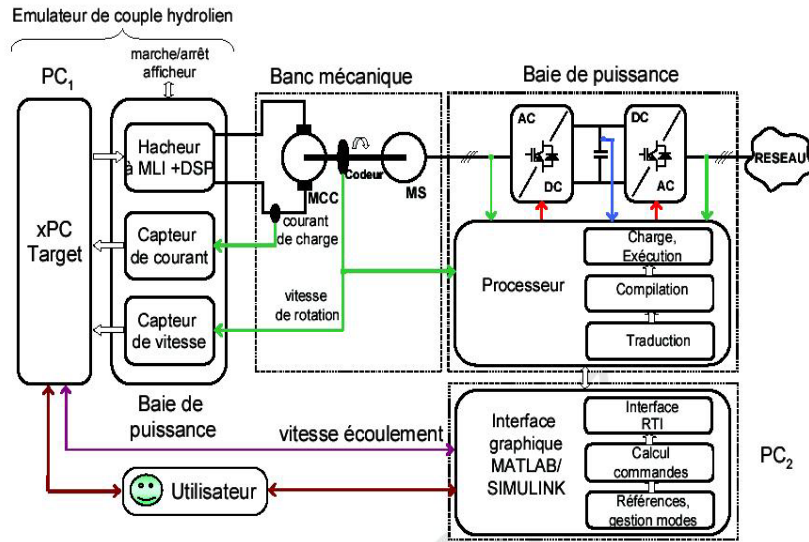 Emulateur de couple hydrolien
PC1
marche/arrêt
afficheur
xPC
Target
Hacheur
à MLI +DSP
Capteur
de courant
Capteur
de vitesse
Baie de
puissance
Banc mécanique
MCC
Codeur
MS
courant
de charge
vitesse
de rotation
Baie de puissance
AC
DC
DC
AC
RESEAU
Processeur
Charge,
Exécution
Compilation
Traduction
vitesse écoulement
Utilisateur
Interface
graphique
MATLAB/
SIMULINK
Interface
RTI
Calcul
commandes
Références,
gestion modes
PC2